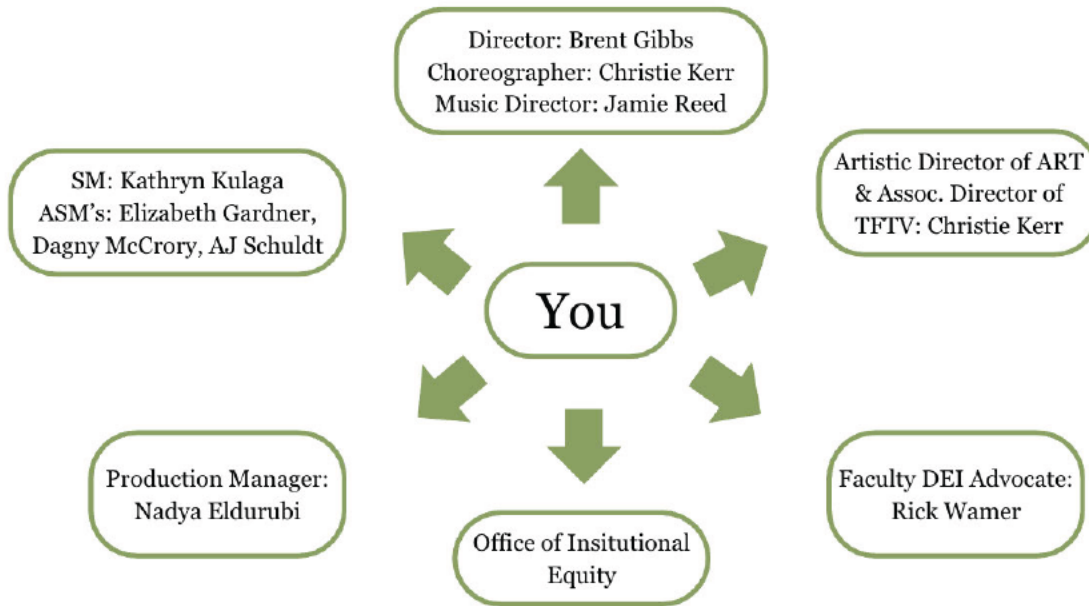 Director: Brent Gibbs
Choreographer: Christie Kerr
Music Director: Jamie Reed
SM: Kathryn Kulaga
ASM's: Elizabeth Gardner,
Dagny McCrory, AJ Schuldt
Artistic Director of ART
& Assoc. Director of
TFTV: Christie Kerr
You
Production Manager:
Nadya Eldurubi
Office of Insitutional
Equity
Faculty DEI Advocate:
Rick Wamer